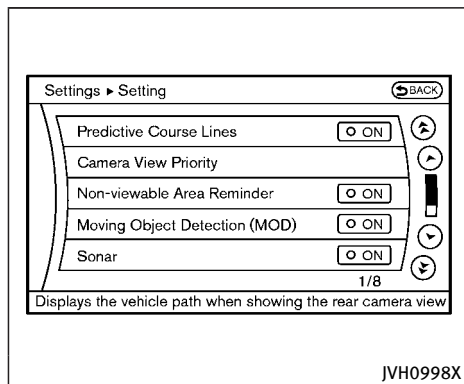 Settings ▸ Setting BACK
Predictive Course Lines ON
Camera View Priority
Non-viewable Area Reminder ON
Moving Object Detection (MOD) ON
Sonar ON
1/8
Displays the vehicle path when showing the rear camera view
JVH0998X